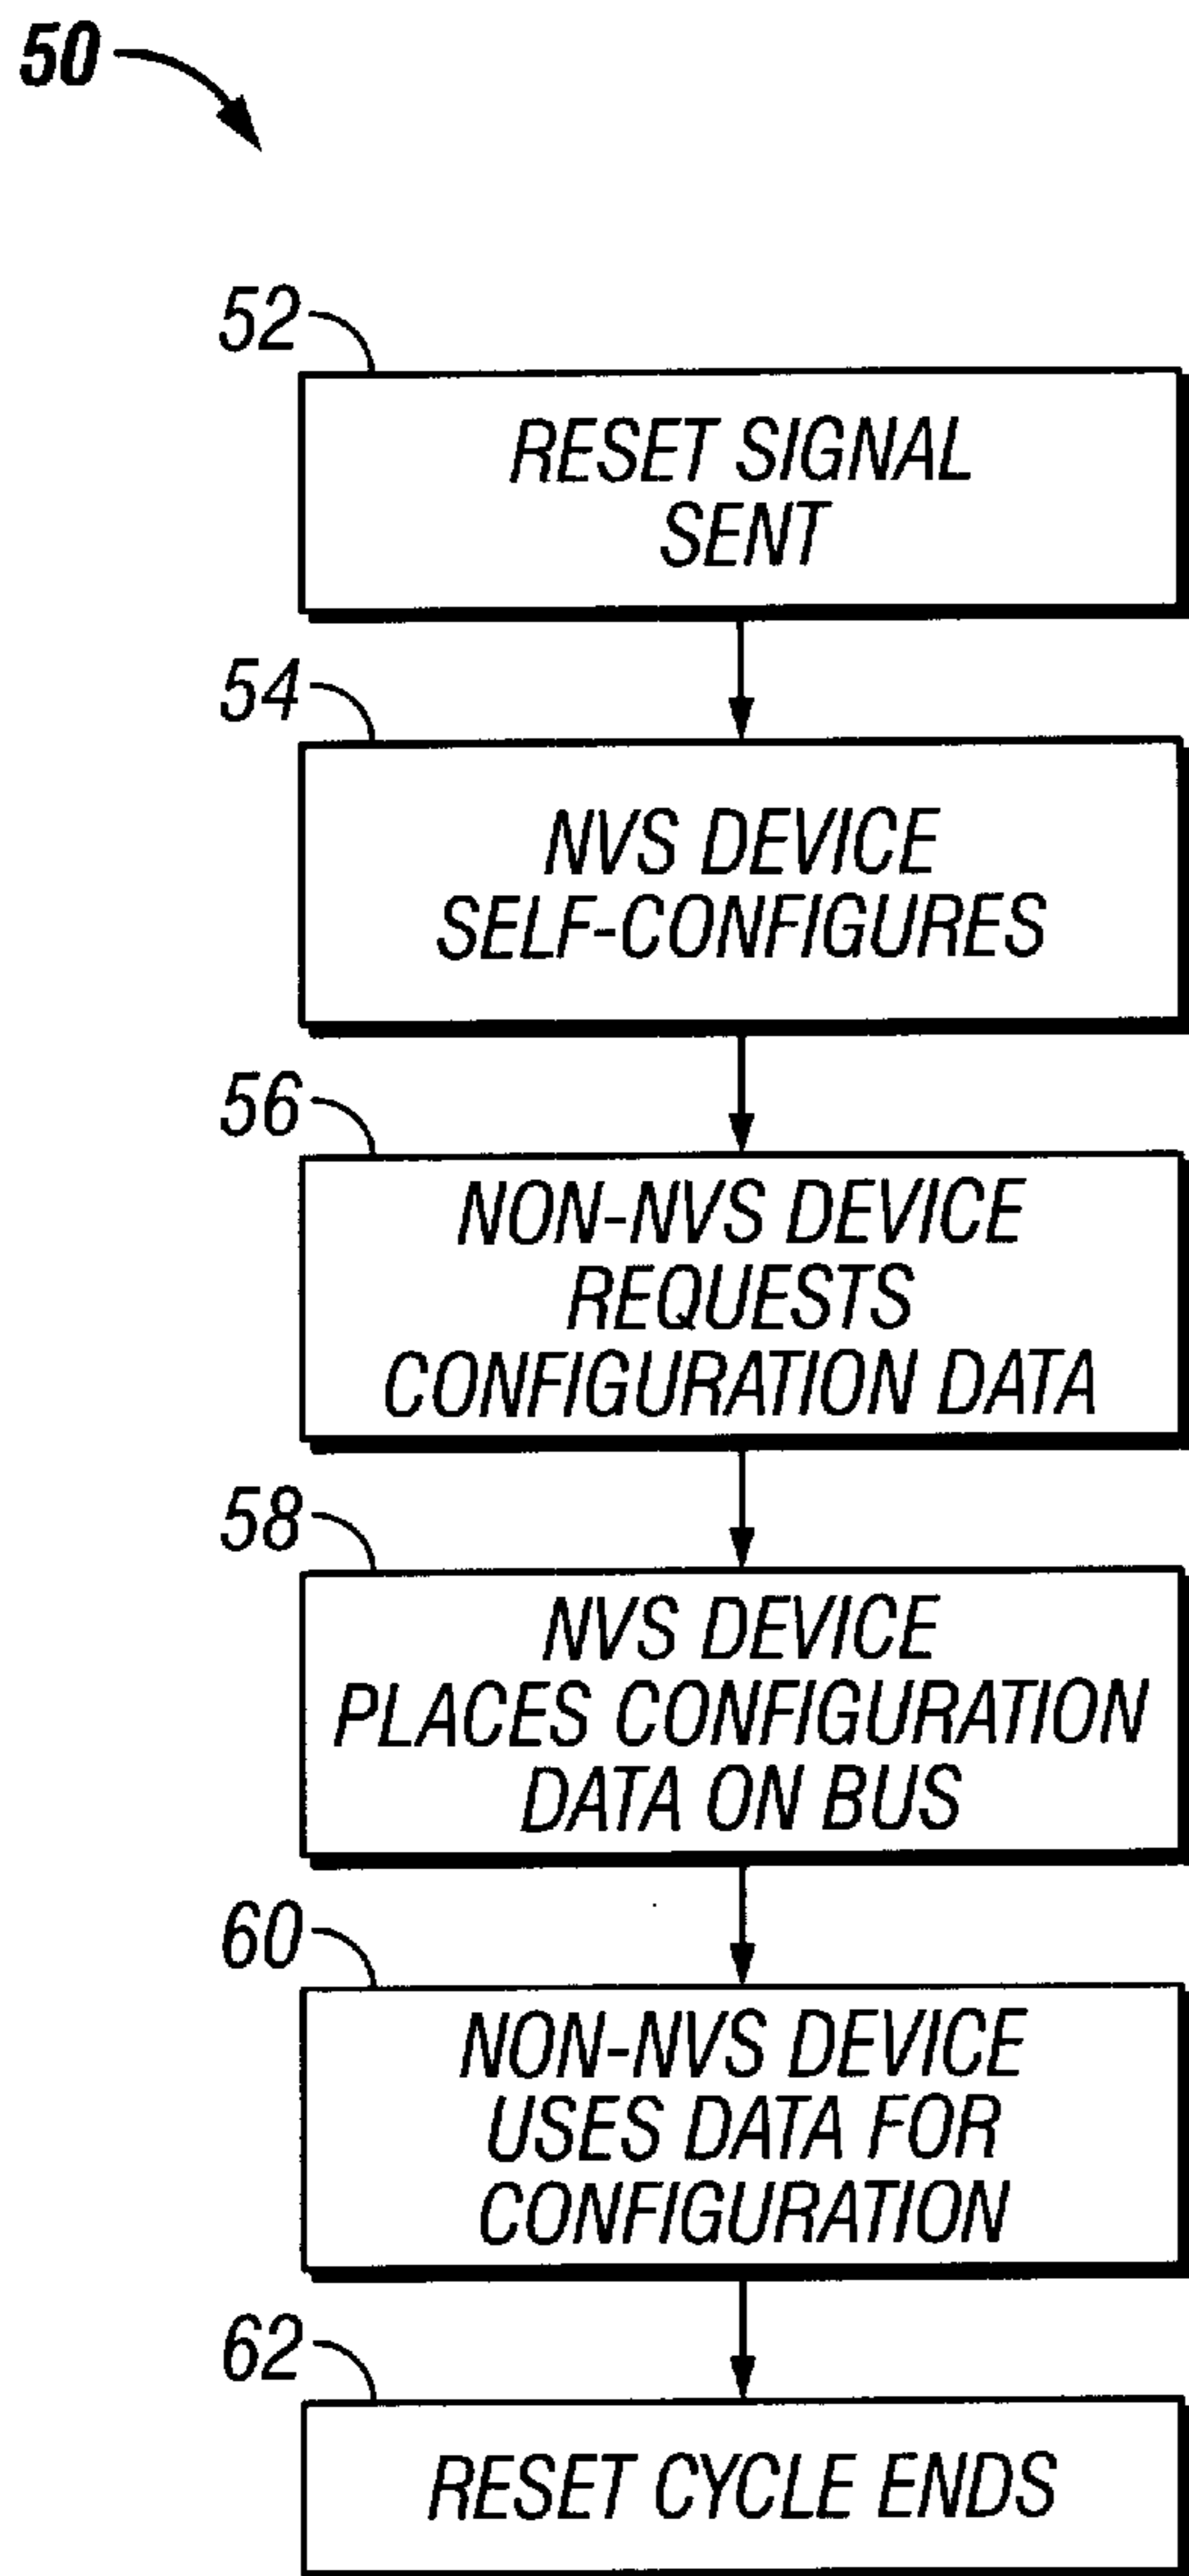 50
52
RESET SIGNAL
SENT
54
NVS DEVICE
SELF-CONFIGURES
56
NON-NVS DEVICE
REQUESTS
CONFIGURATION DATA
58
NVS DEVICE
PLACES CONFIGURATION
DATA ON BUS
60
NON-NVS DEVICE
USES DATA FOR
CONFIGURATION
62
RESET CYCLE ENDS